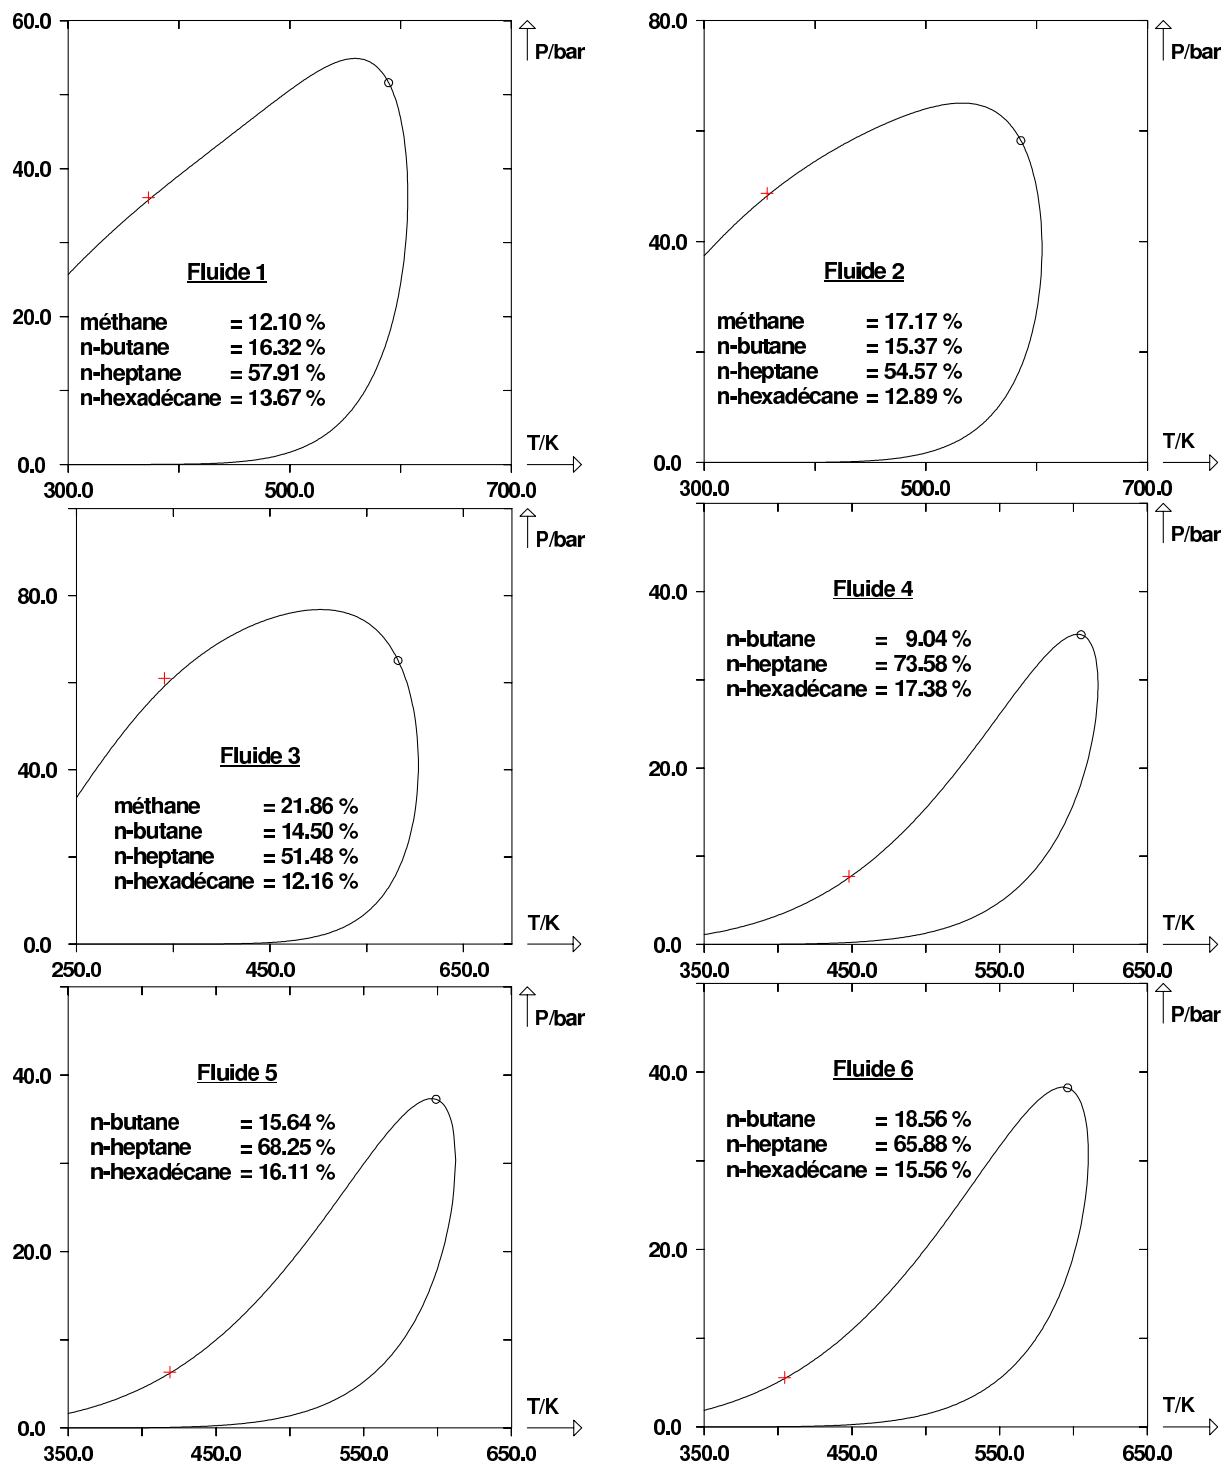 60.0
P/bar
40.0
Fluide 1
méthane = 12.10 %
n-butane = 16.32 %
n-heptane = 57.91 %
n-hexadécane = 13.67 %
20.0
T/K
0.0
300.0 500.0 700.0
80.0
P/bar
40.0
Fluide 2
méthane = 17.17 %
n-butane = 15.37 %
n-heptane = 54.57 %
n-hexadécane = 12.89 %
T/K
0.0
300.0 500.0 700.0
P/bar
80.0
40.0
Fluide 3
méthane = 21.86 %
n-butane = 14.50 %
n-heptane = 51.48 %
n-hexadécane = 12.16 %
T/K
0.0
250.0 450.0 650.0
P/bar
40.0
Fluide 4
n-butane = 9.04 %
n-heptane = 73.58 %
n-hexadécane = 17.38 %
20.0
T/K
0.0
350.0 450.0 550.0 650.0
P/bar
40.0
Fluide 5
n-butane = 15.64 %
n-heptane = 68.25 %
n-hexadécane = 16.11 %
20.0
T/K
0.0
350.0 450.0 550.0 650.0
P/bar
40.0
Fluide 6
n-butane = 18.56 %
n-heptane = 65.88 %
n-hexadécane = 15.56 %
20.0
T/K
0.0
350.0 450.0 550.0 650.0